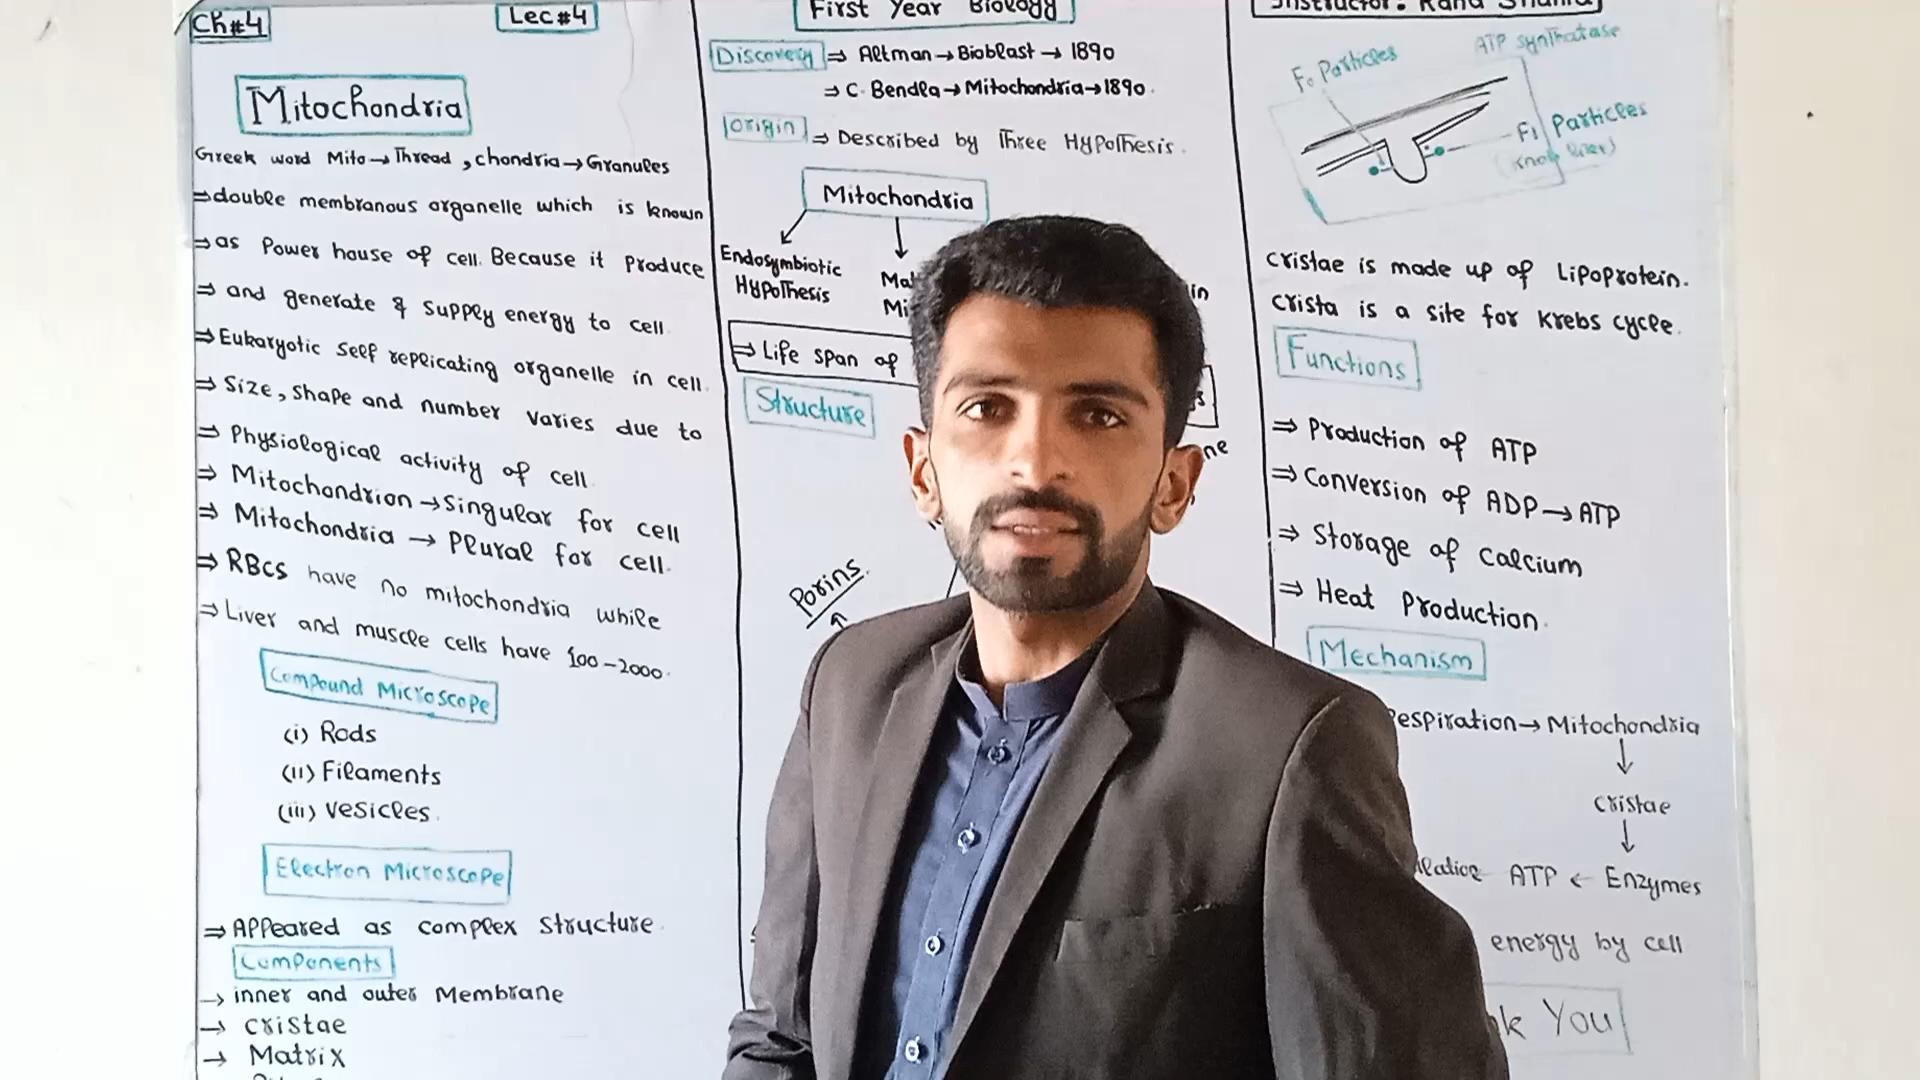 Ch#4
Lec#4
Mitochondria
Greek word Mito→Thread, chondria→Granules
⇒double membranous organelle which is known
⇒as Power house of cell. Because it Produce
⇒and generate & supply energy to cell
⇒Eukaryotic self replicating organelle in cell.
⇒Size, Shape and number varies due to
⇒Physiological activity of cell
⇒Mitochondrion→Singular for cell
⇒Mitochondria→Plural for cell.
⇒RBCs have no mitochondria while
⇒Liver and muscle cells have 100-2000.
Compound Microscope
(i) Rods
(ii) Filaments
(iii) Vesicles.
Electron Microscope
⇒Appeared as complex Structure.
Components
→inner and outer Membrane
→Cristae
→Matrix
First Year Biology
Discovery⇒Altman→Bioblast→1890
⇒C. Bendla→Mitochondria→1890.
Origin⇒Described by Three Hypothesis.
Mitochondria
Endosymbiotic
Hypothesis
⇒Life span of
Structure
Porins.
Instructor:
F₀ Particles
ATP synthatase
F₁ Particles
Cristae is made up of Lipoprotein.
Crista is a site for Krebs cycle.
Functions
⇒Production of ATP
⇒Conversion of ADP→ATP
⇒Storage of Calcium
⇒Heat Production.
Mechanism
→Mitochondria
↓
Cristae
↓
ATP←Enzymes
energy by cell
You